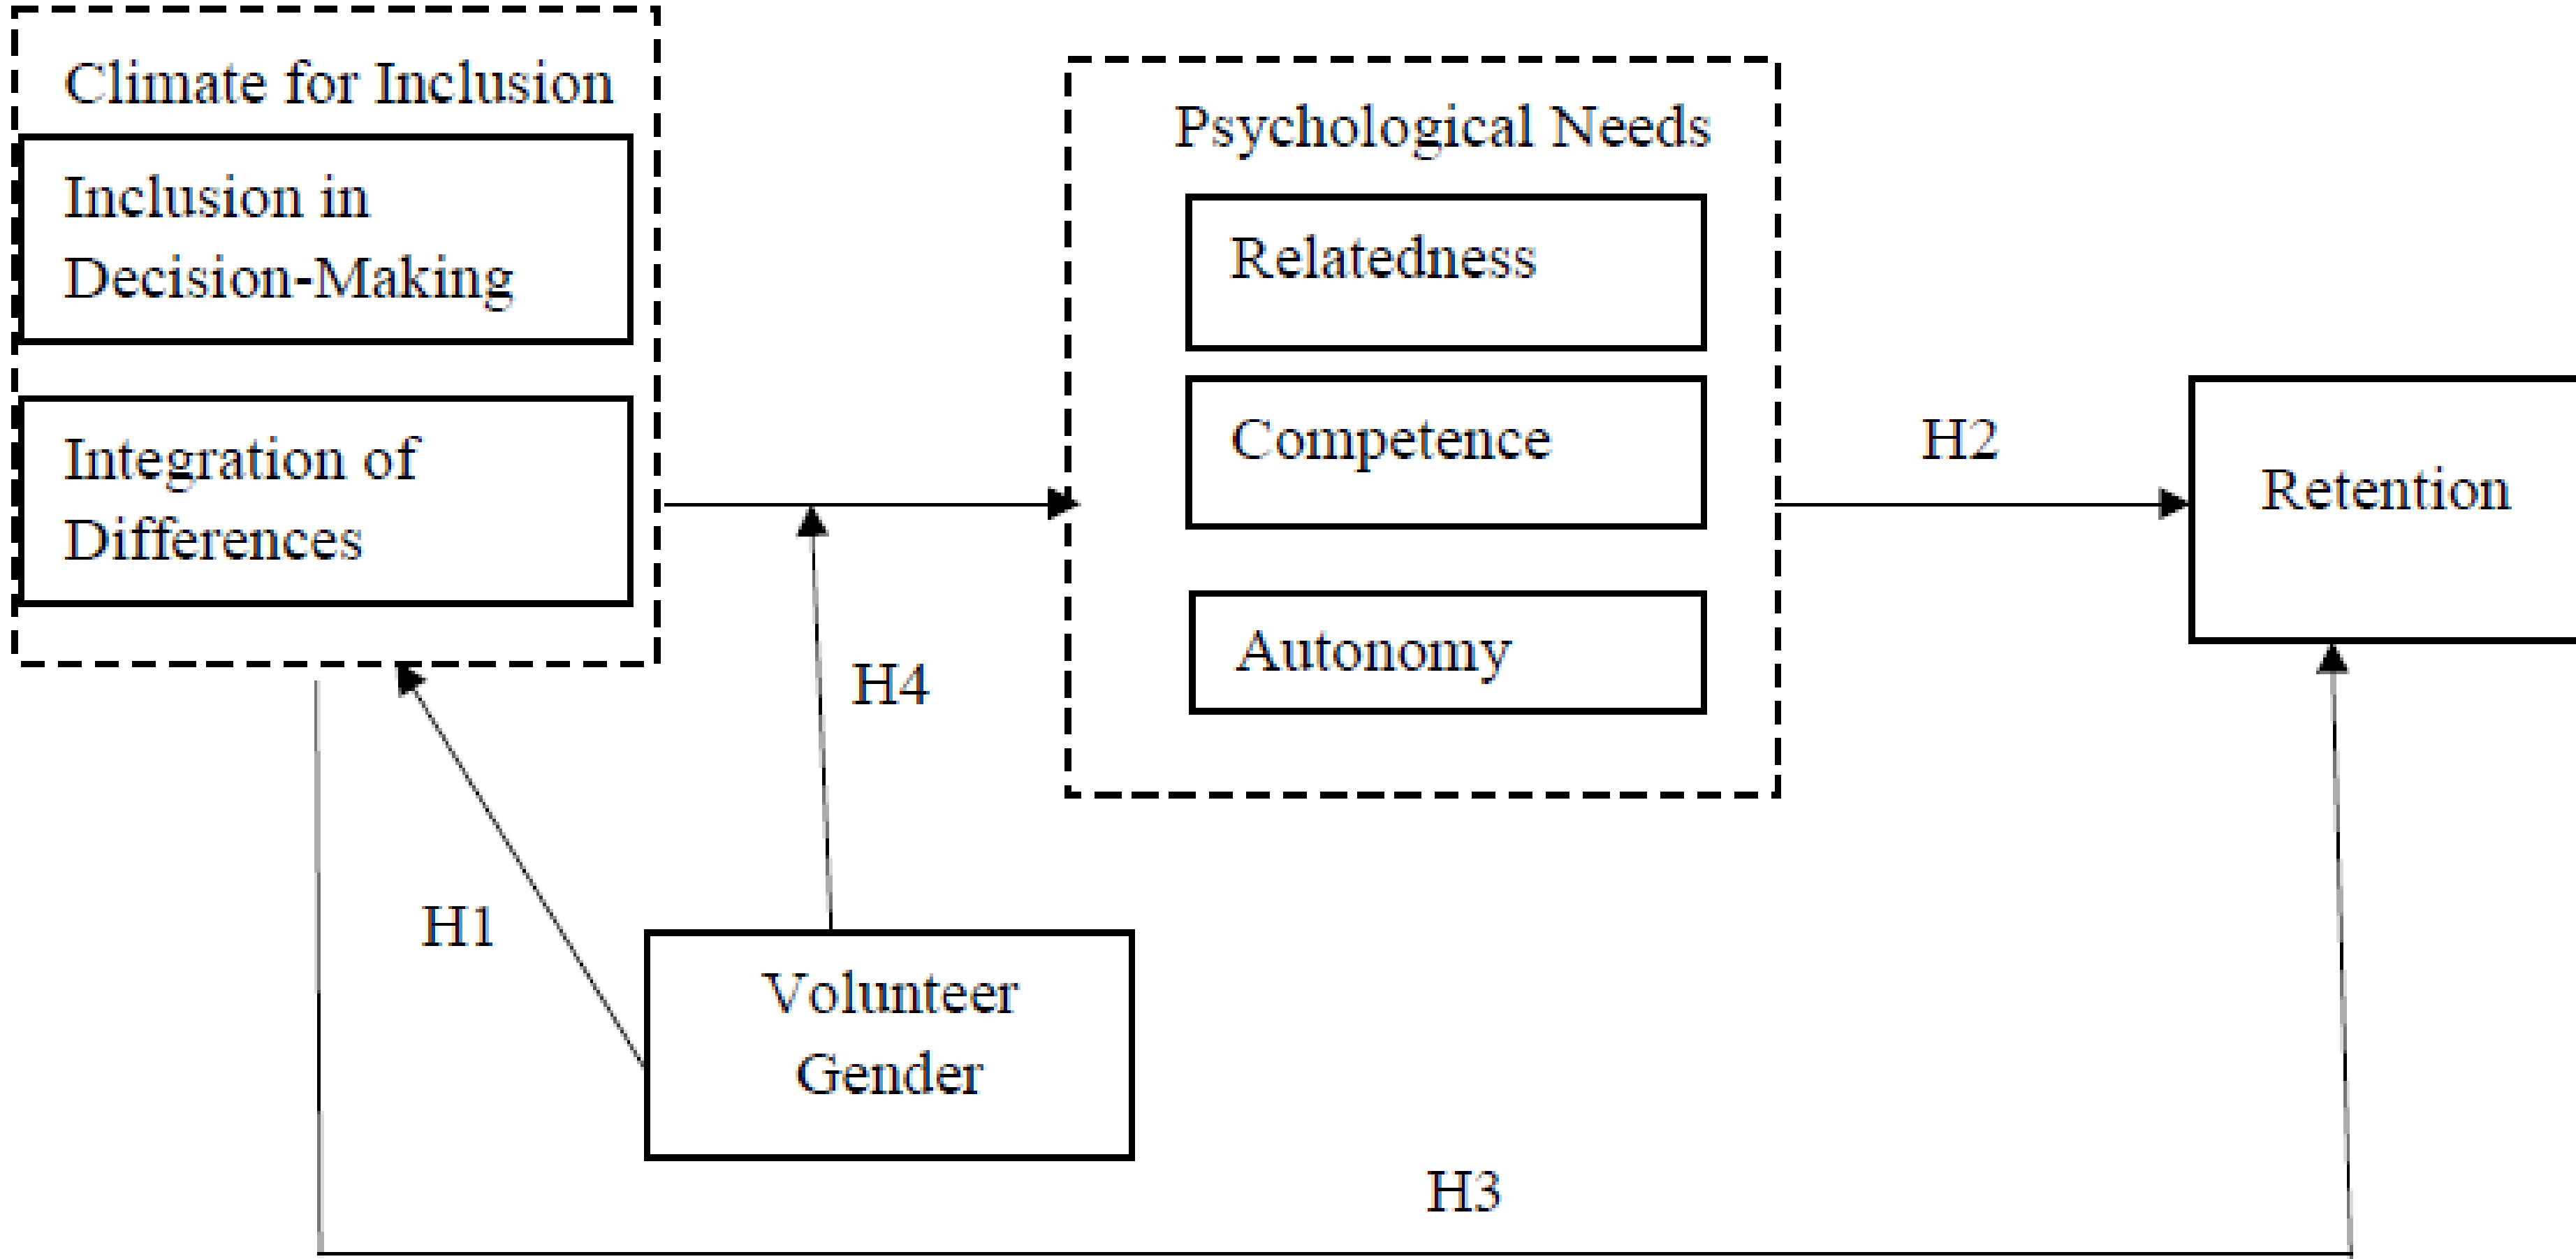 Climate for Inclusion
Inclusion in
Decision-Making
Integration of
Differences
Psychological Needs
Relatedness
Competence
Autonomy
H2
Retention
H4
H1
Volunteer
Gender
H3